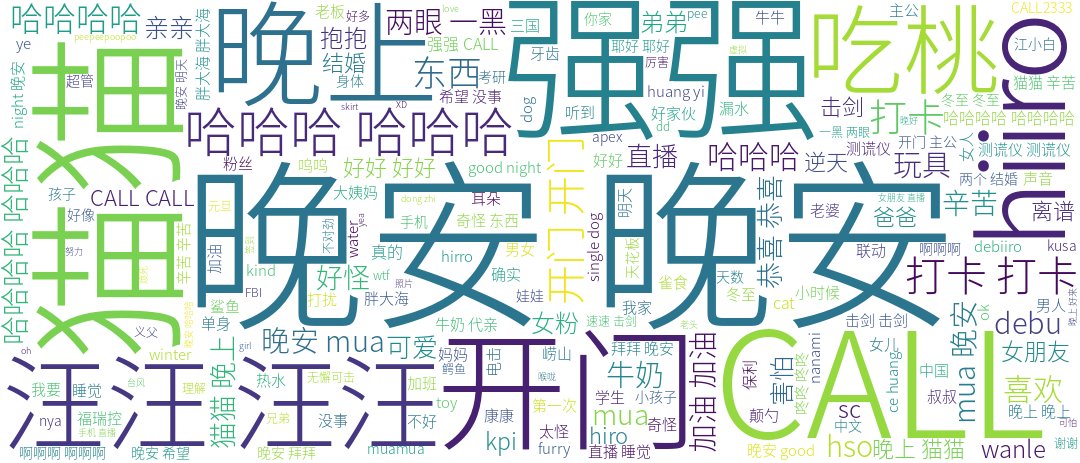 哈哈哈哈
ye
peepeepoopoo
亲亲
老板
好多
love
两眼 一黑
三国
你家
弟弟
pee
牛牛
主公
CALL2333
江小白
超管
晚安 明天
胖大海 胖大海
晚上
抱抱
强强 CALL
耶好 耶好
牙齿
强强
厉害
虚拟
吃桃
hiiro
猫猫 辛苦
night 晚安
猫猫
结婚
身体
东西
考研
希望 没事
huang yi
击剑
打卡
晚好
冬至 冬至
哈哈哈 哈哈哈
skirt
XD
dog
听到
好家伙
漏水
dd
一黑 两眼
开门 主公
女人
测谎仪 测谎仪
哈哈哈 哈哈哈
哈哈哈 哈哈哈
粉丝
呜呜
好好 好好
good night
apex
好好
直播
哈哈哈
逆天
测谎仪
玩具
两个 结婚
声音
孩子
CALL CALL
大姨妈
耳朵
开门 开门
明天
恭喜 恭喜
老婆
女朋友 直播
爸爸
辛苦
离谱
好像
元旦
dong zhi
手机
奇怪 东西
晚安 晚安
single dog
努力
辛苦 辛苦
加油
不对劲
water
yea
真的
男女
天花板
联动
啊啊啊
debiiro
kusa
kind
好怪
hirro
wtf
确实
雀食
天数
打卡 打卡
FBI
打扰
照片
胖大海
娃娃
我家
冬至
cat
小时候
鲨鱼
义父
单身
牛奶 代亲
女粉
速速 击剑
老头
击剑 击剑
debu
男人
ok
晚上 好来
oh
winter
晚上
girl
晚安 mua
可爱
妈妈
鳄鱼
电击
崂山
拜拜 晚安
加油 加油
保利
女儿
mua 晚安
女朋友
汪汪汪汪
我要
睡觉
台风
理解
猫猫 晚上
热水
无懈可击
加班
开门
喉咙
牛奶
害怕
nanami
ce huang
中国
喜欢
福瑞控
nya
手机 直播
兄弟
没事
不好
toy
康康
第一次
学生
小孩子
mua
奇怪
颠勺
咚咚 咚咚
CALL
叔叔
晚上 晚上
可怕
sc
中文
啊啊啊 啊啊啊
晚安 希望
晚安 拜拜
muamua
kpi
太怪
furry
hiro
直播 睡觉
晚安 good
hso
晚上 猫猫
wanle
谢谢